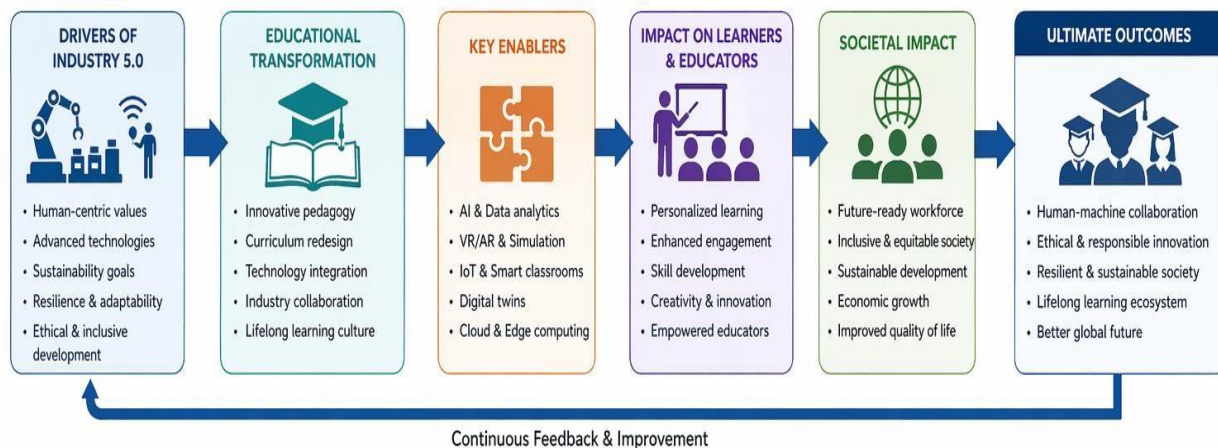 DRIVERS OF
INDUSTRY 5.0
• Human-centric values
• Advanced technologies
• Sustainability goals
• Resilience & adaptability
• Ethical & inclusive
development
EDUCATIONAL
TRANSFORMATION
• Innovative pedagogy
• Curriculum redesign
• Technology integration
• Industry collaboration
• Lifelong learning culture
KEY ENABLERS
• AI & Data analytics
• VR/AR & Simulation
• IoT & Smart classrooms
• Digital twins
• Cloud & Edge computing
IMPACT ON LEARNERS
& EDUCATORS
• Personalized learning
• Enhanced engagement
• Skill development
• Creativity & innovation
• Empowered educators
SOCIETAL IMPACT
• Future-ready workforce
• Inclusive & equitable society
• Sustainable development
• Economic growth
• Improved quality of life
ULTIMATE OUTCOMES
• Human-machine collaboration
• Ethical & responsible innovation
• Resilient & sustainable society
• Lifelong learning ecosystem
• Better global future
Continuous Feedback & Improvement